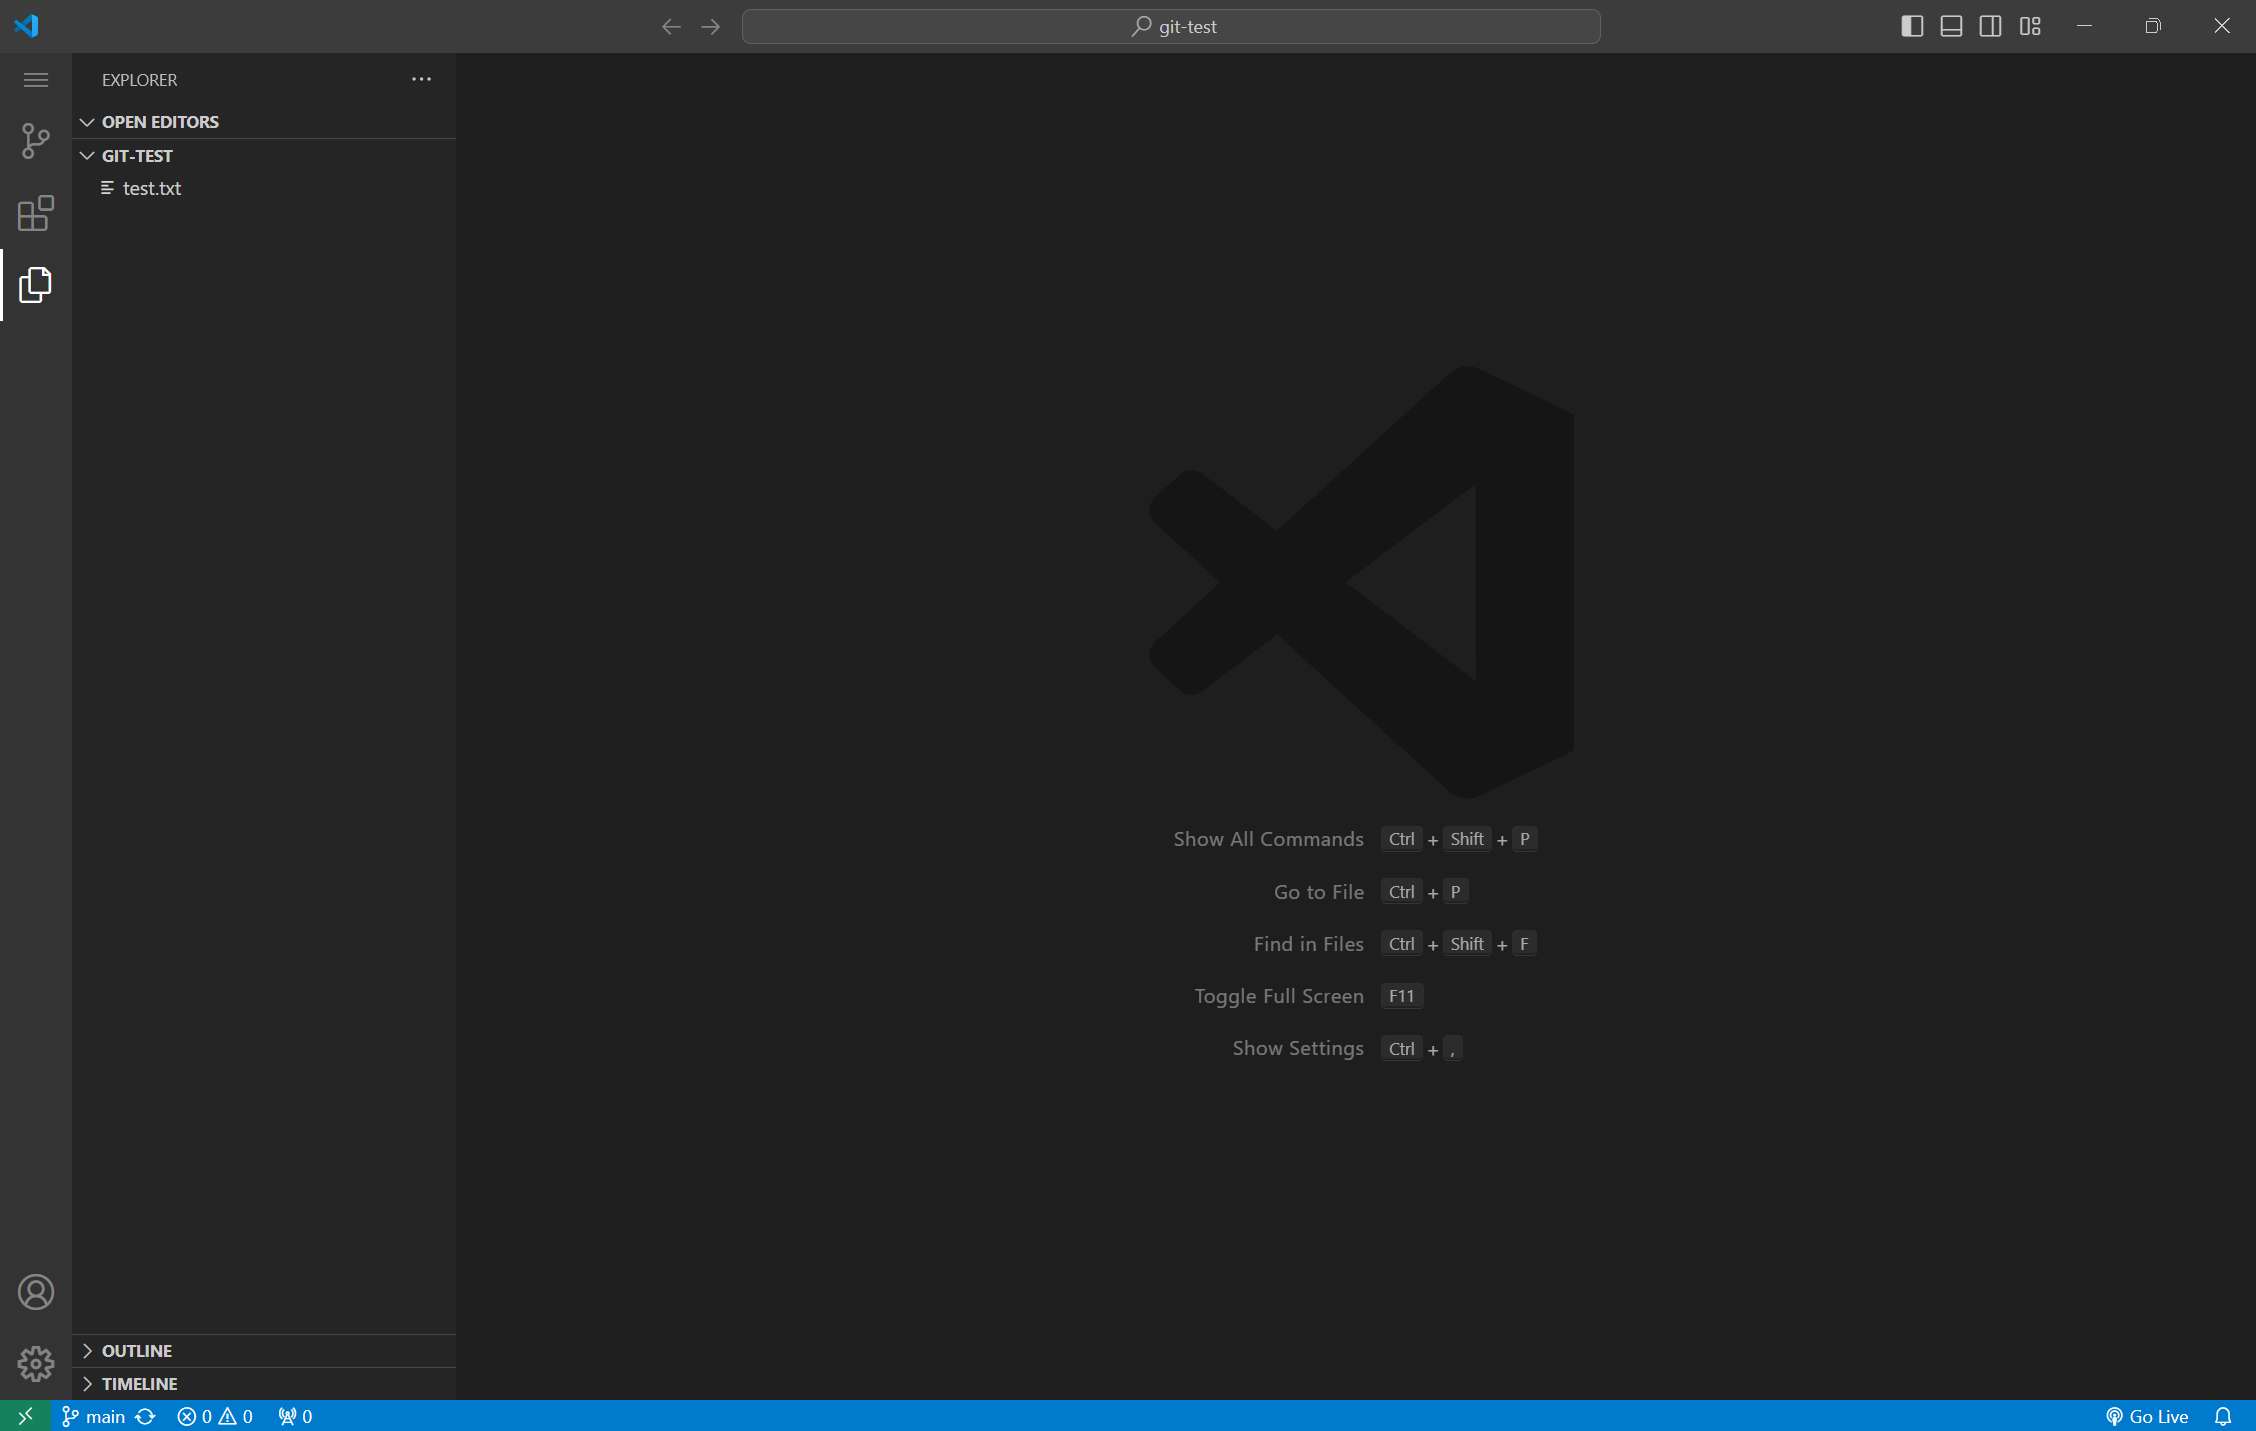 git-test
EXPLORER
OPEN EDITORS
GIT-TEST
test.txt
Show All Commands Ctrl + Shift + P
Go to File Ctrl + P
Find in Files Ctrl + Shift + F
Toggle Full Screen F11
Show Settings Ctrl + ,
OUTLINE
TIMELINE
main 0 0 0 Go Live